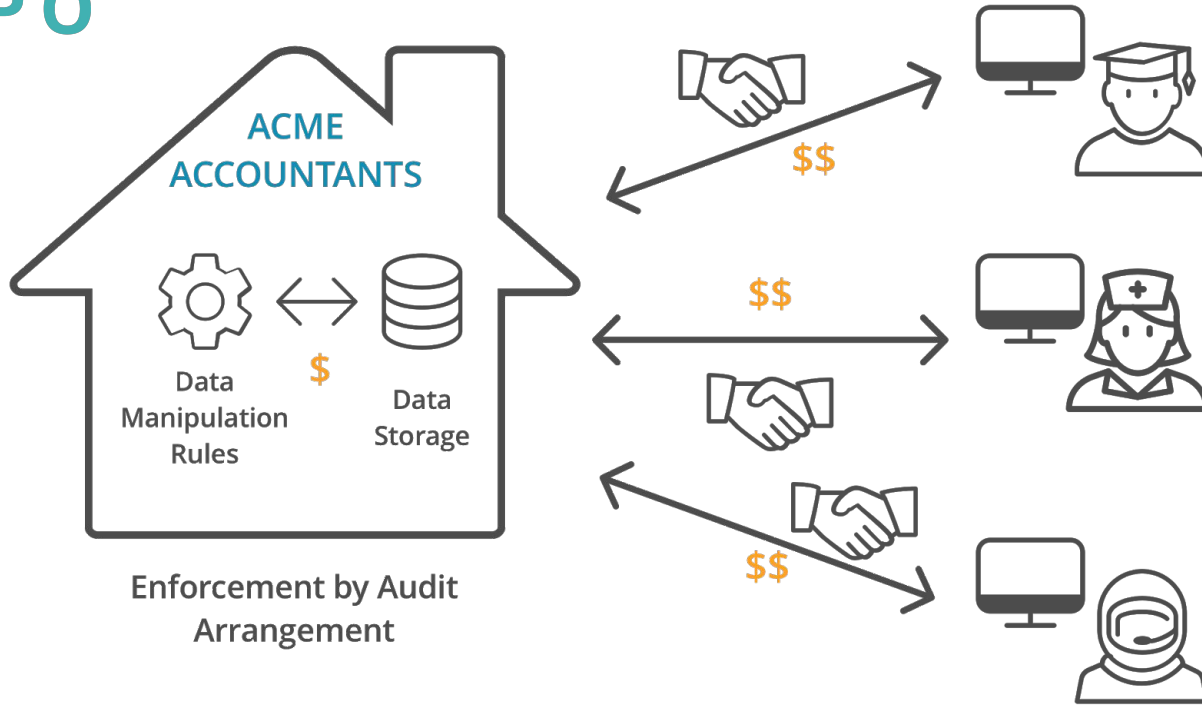 ACME
ACCOUNTANTS
$$
$$
$
Data
Manipulation
Rules
Data
Storage
$$
Enforcement by Audit
Arrangement